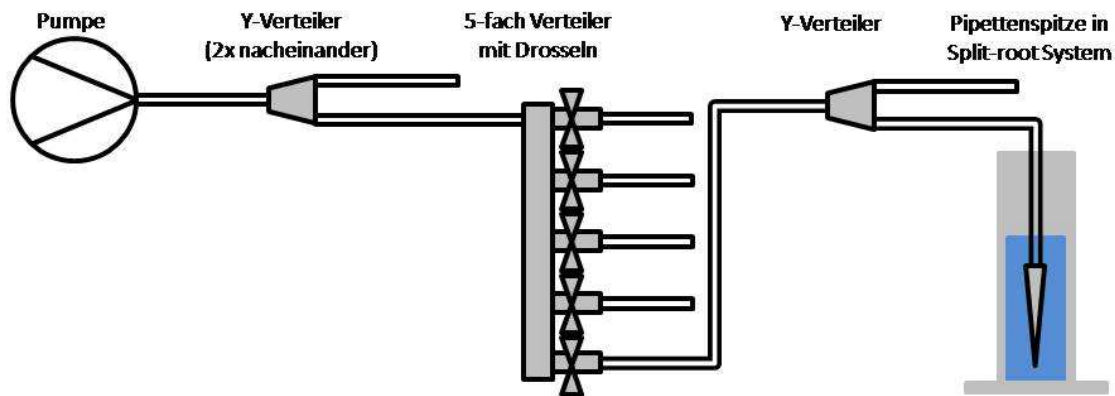 Pumpe
Y-Verteiler
(2x nacheinander)
5-fach Verteiler
mit Drosseln
Y-Verteiler
Pipettenspitze in
Split-root System